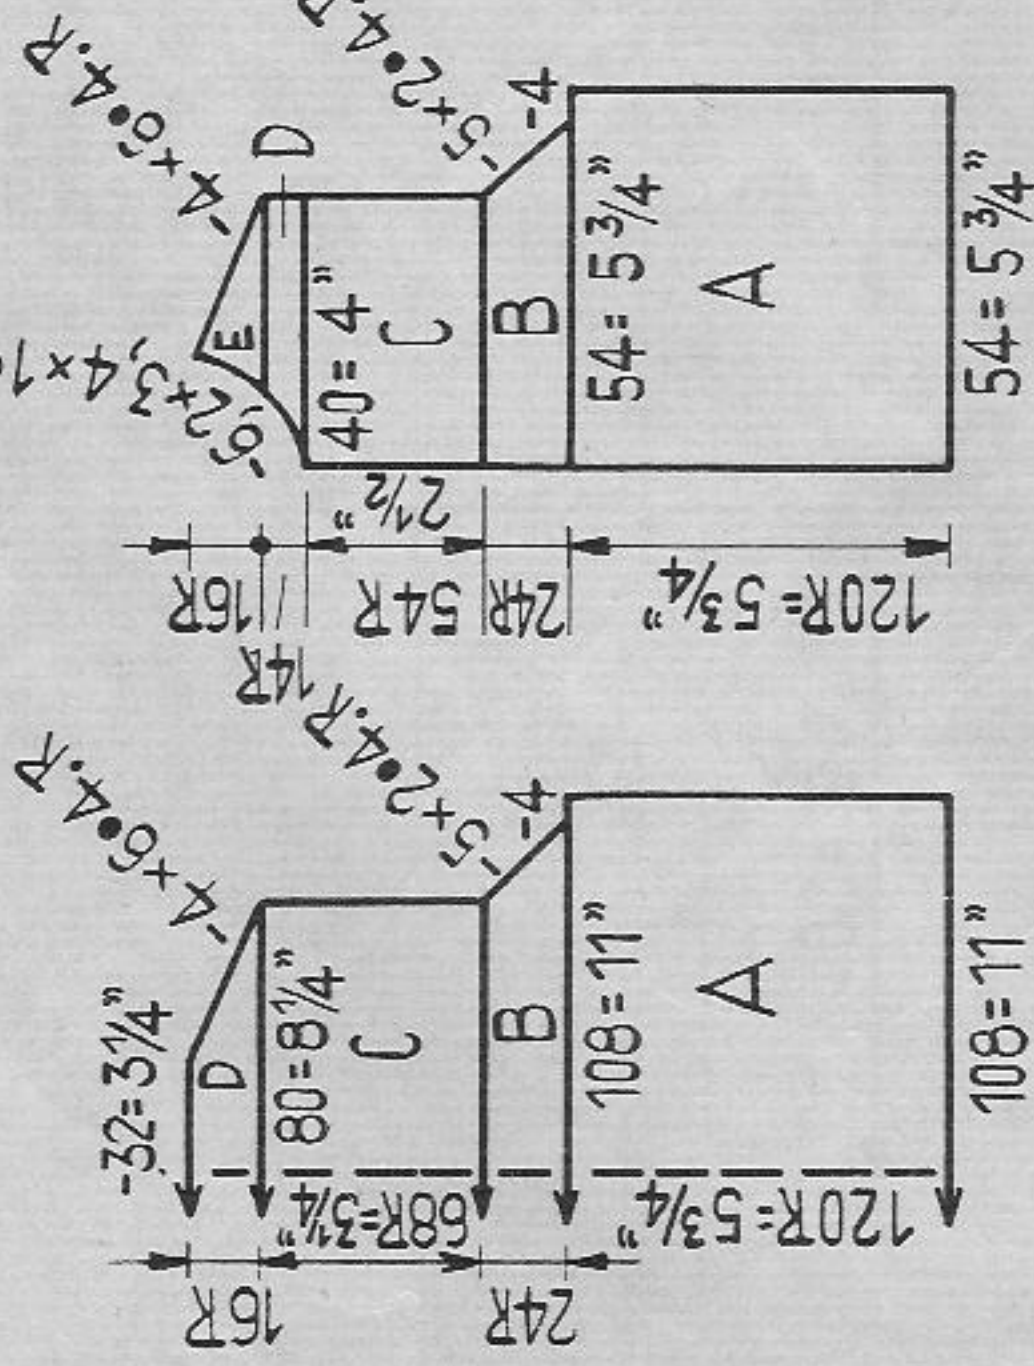 -4×6•4.R
-5×2•4.R
-4
-6,2×3,4×1
E
D
40=4"
C
B
54=5 3/4"
A
54=5 3/4"
16R
14R
54R
2 1/2"
24R
120R=5 3/4"
-4×6•4.R
-5×2•4.R
-4
-32=3 1/4"
D
80=8 1/4"
C
B
108=11"
A
108=11"
16R
68R=3 1/4"
24R
120R=5 3/4"